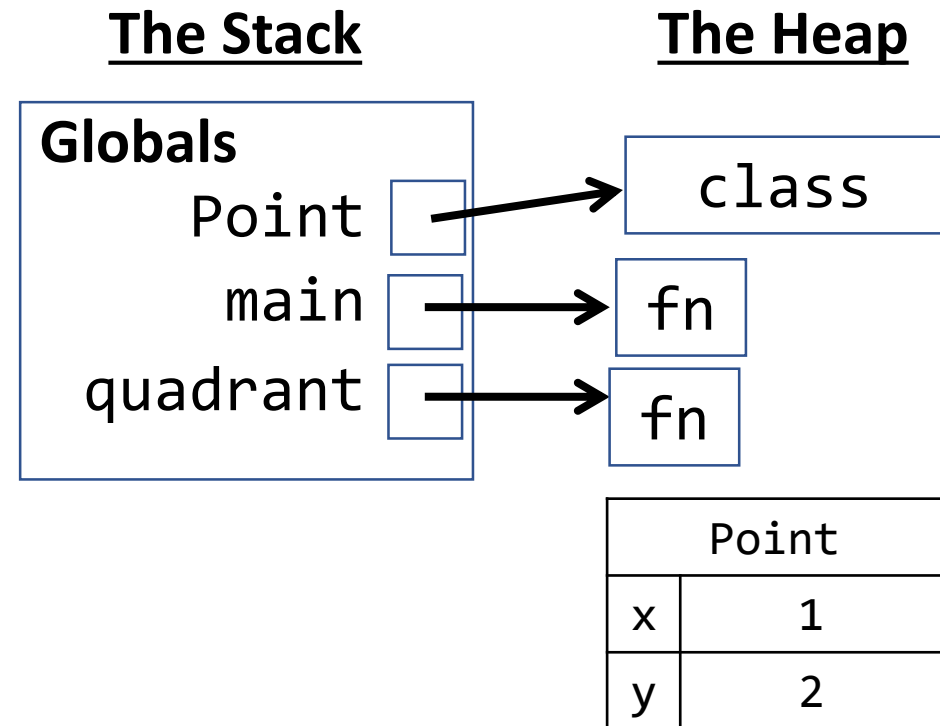 The Stack
The Heap
Globals
Point
class
main
fn
quadrant
fn
Point
x 1
y 2